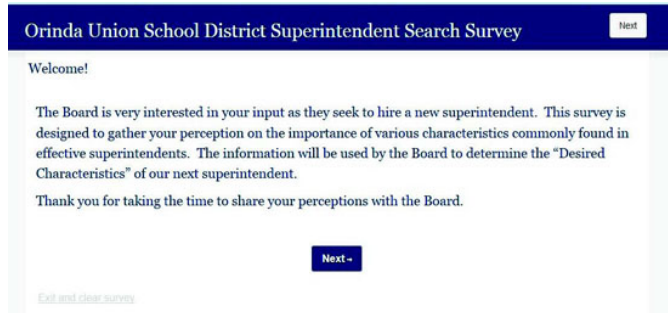 Orinda Union School District Superintendent Search Survey
Next
Welcome!
The Board is very interested in your input as they seek to hire a new superintendent. This survey is
designed to gather your perception on the importance of various characteristics commonly found in
effective superintendents. The information will be used by the Board to determine the “Desired
Characteristics” of our next superintendent.
Thank you for taking the time to share your perceptions with the Board.
Next→
Exit and clear survey